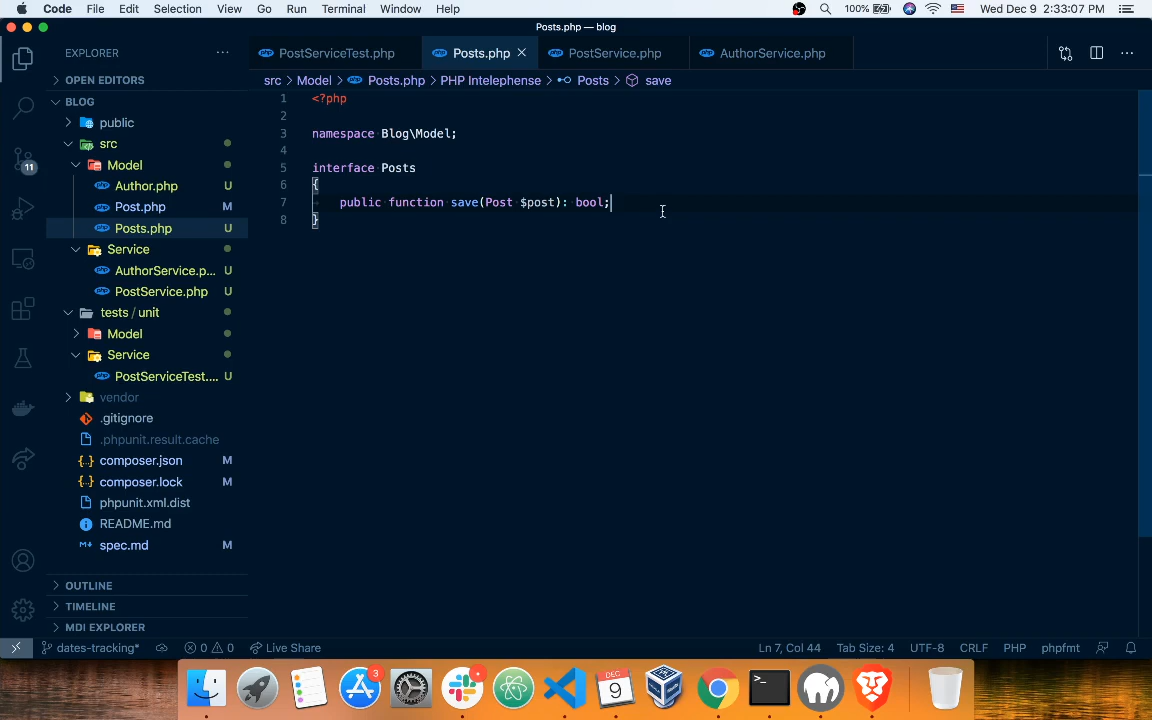 Code File Edit Selection View Go Run Terminal Window Help 100% Wed Dec 9 2:33:07 PM
Posts.php — blog
EXPLORER ··· PostServiceTest.php Posts.php PostService.php AuthorService.php ···
OPEN EDITORS src > Model > Posts.php > PHP Intelephense > Posts > save
BLOG
public
src
Model
Author.php U
Post.php M
Posts.php U
Service
AuthorService.p... U
PostService.php U
tests / unit
Model
Service
PostServiceTest.... U
vendor
.gitignore
.phpunit.result.cache
composer.json M
composer.lock M
phpunit.xml.dist
README.md
spec.md M
OUTLINE
TIMELINE
MDI EXPLORER
11
1 <?php
2
3 namespace Blog\Model;
4
5 interface Posts
6 {
7 public function save(Post $post): bool;
8 }
dates-tracking* 0 0 Live Share Ln 7, Col 44 Tab Size: 4 UTF-8 CRLF PHP phpfmt
3 DEC 9